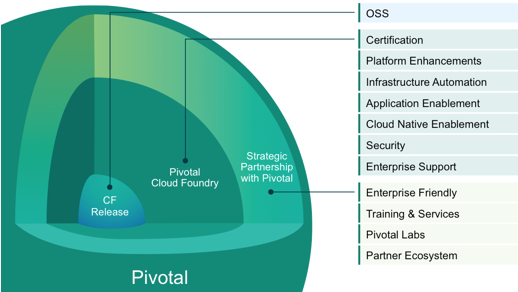 OSS
Certification
Platform Enhancements
Infrastructure Automation
Application Enablement
Cloud Native Enablement
Security
Enterprise Support
Enterprise Friendly
Training & Services
Pivotal Labs
Partner Ecosystem
Strategic
Partnership
with Pivotal
Pivotal
Cloud Foundry
CF
Release
Pivotal